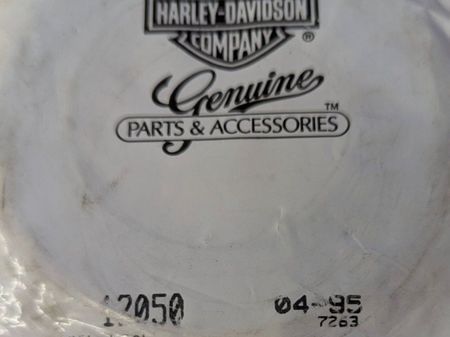 HARLEY-DAVIDSON
COMPANY ®
Genuine ™
PARTS & ACCESSORIES
12050 04-95
7263